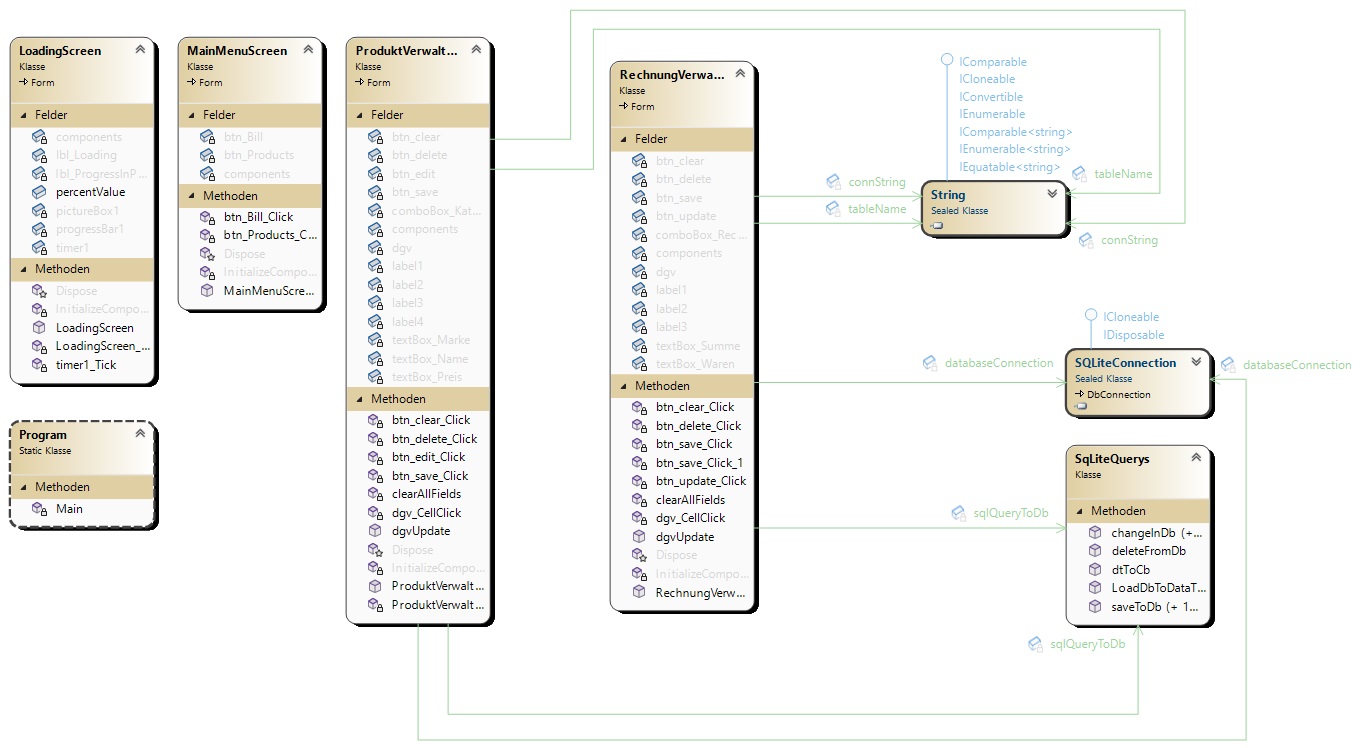 LoadingScreen
Klasse
Form
Felder
components
lbl_Loading
lbl_ProgressInP...
percentValue
pictureBox1
progressBar1
timer1
Methoden
Dispose
InitializeCompo...
LoadingScreen
LoadingScreen_...
timer1_Tick
Program
Static Klasse
Methoden
Main
MainMenuScreen
Klasse
Form
Felder
btn_Bill
btn_Products
components
Methoden
btn_Bill_Click
btn_Products_C...
Dispose
InitializeCompo...
MainMenuScre...
ProduktVerwalt...
Klasse
Form
Felder
btn_clear
btn_delete
btn_edit
btn_save
comboBox_Kat...
components
dgv
label1
label2
label3
label4
textBox_Marke
textBox_Name
textBox_Preis
Methoden
btn_clear_Click
btn_delete_Click
btn_edit_Click
btn_save_Click
clearAllFields
dgv_CellClick
dgvUpdate
Dispose
InitializeCompo...
ProduktVerwalt...
ProduktVerwalt...
RechnungVerwa...
Klasse
Form
Felder
btn_clear
btn_delete
btn_save
btn_update
comboBox_Rec...
components
dgv
label1
label2
label3
textBox_Summe
textBox_Waren
Methoden
btn_clear_Click
btn_delete_Click
btn_save_Click
btn_save_Click_1
btn_update_Click
clearAllFields
dgv_CellClick
dgvUpdate
Dispose
InitializeCompo...
RechnungVerw...
connString
tableName
IComparable
ICloneable
IConvertible
IEnumerable
IComparable<string>
IEnumerable<string>
IEquatable<string>
String
Sealed Klasse
tableName
connString
ICloneable
IDisposable
databaseConnection
SQLiteConnection
Sealed Klasse
DbConnection
databaseConnection
SqLiteQuerys
Klasse
Methoden
changeInDb (+...
deleteFromDb
dtToCb
LoadDbToDataT...
saveToDb (+ 1...
sqlQueryToDb
sqlQueryToDb